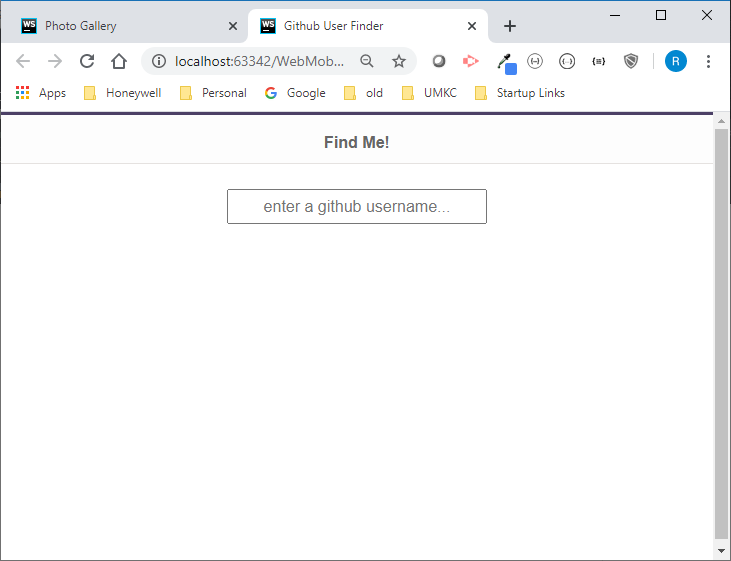 WS Photo Gallery WS Github User Finder
localhost:63342/WebMob... R
Apps Honeywell Personal Google old UMKC Startup Links
Find Me!
enter a github username...